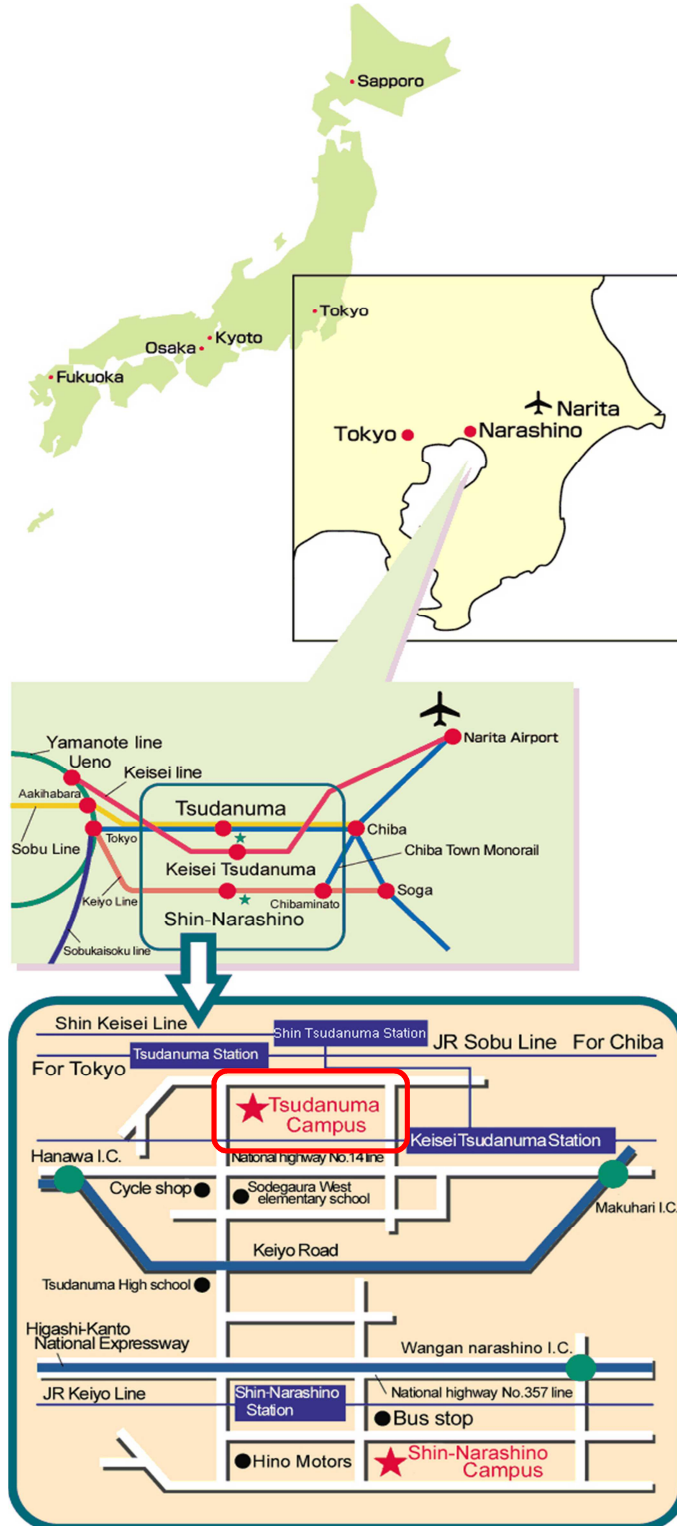 Sapporo
Tokyo
Kyoto
Osaka
Fukuoka
Narita
Tokyo
Narashino
Yamanote line
Ueno
Narita Airport
Keisei line
Aakihabara
Tsudanuma
Sobu Line
Tokyo
Chiba
Keisei Tsudanuma
Chiba Town Monorail
Keiyo Line
Chibaminato
Soga
Shin-Narashino
Sobukaisoku line
Shin Keisei Line
Shin Tsudanuma Station
JR Sobu Line
For Chiba
Tsudanuma Station
For Tokyo
Tsudanuma
Campus
Keisei Tsudanuma Station
Hanawa I.C.
National highway No.14 line
Cycle shop
Sodegaura West
elementary school
Makuhari I.C.
Keiyo Road
Tsudanuma High school
Higashi-Kanto
National Expressway
Wangan narashino I.C.
JR Keiyo Line
Shin-Narashino
Station
National highway No.357 line
Bus stop
Hino Motors
Shin-Narashino
Campus